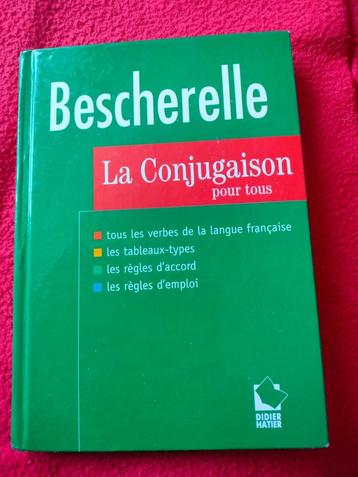 Bescherelle
La Conjugaison
pour tous
tous les verbes de la langue française
les tableaux-types
les règles d'accord
les règles d'emploi
DIDIER
HATIER